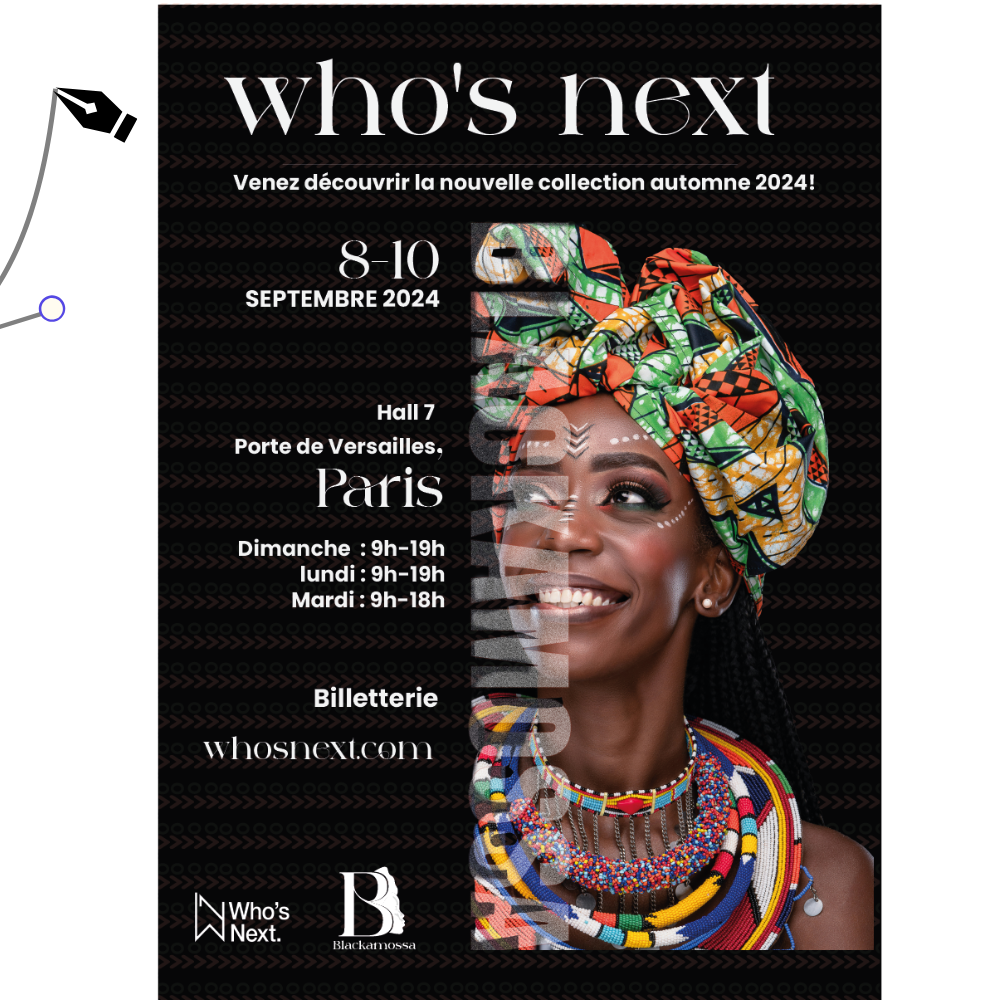 who's next
Venez découvrir la nouvelle collection automne 2024!
8-10
SEPTEMBRE 2024
Hall 7
Porte de Versailles,
Paris
Dimanche : 9h-19h
lundi : 9h-19h
Mardi : 9h-18h
Billetterie
whosnext.com
BLACKAMOSSA
Who's
Next.
B
Blackamossa